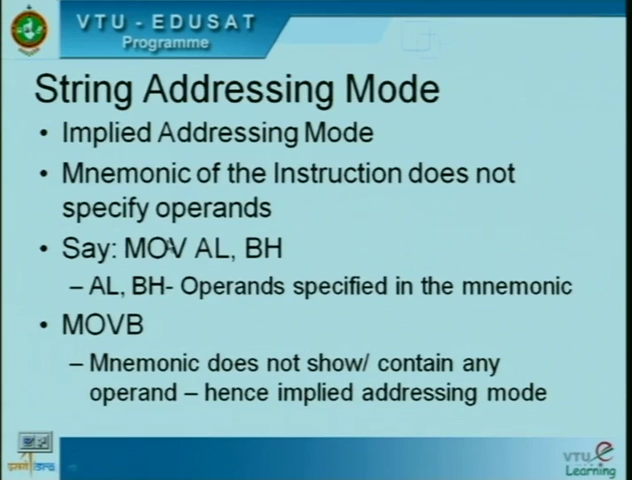 VTU - EDUSAT
Programme
String Addressing Mode
• Implied Addressing Mode
• Mnemonic of the Instruction does not
specify operands
• Say: MOV AL, BH
– AL, BH- Operands specified in the mnemonic
• MOVB
– Mnemonic does not show/ contain any
operand – hence implied addressing mode
VTU e
Learning